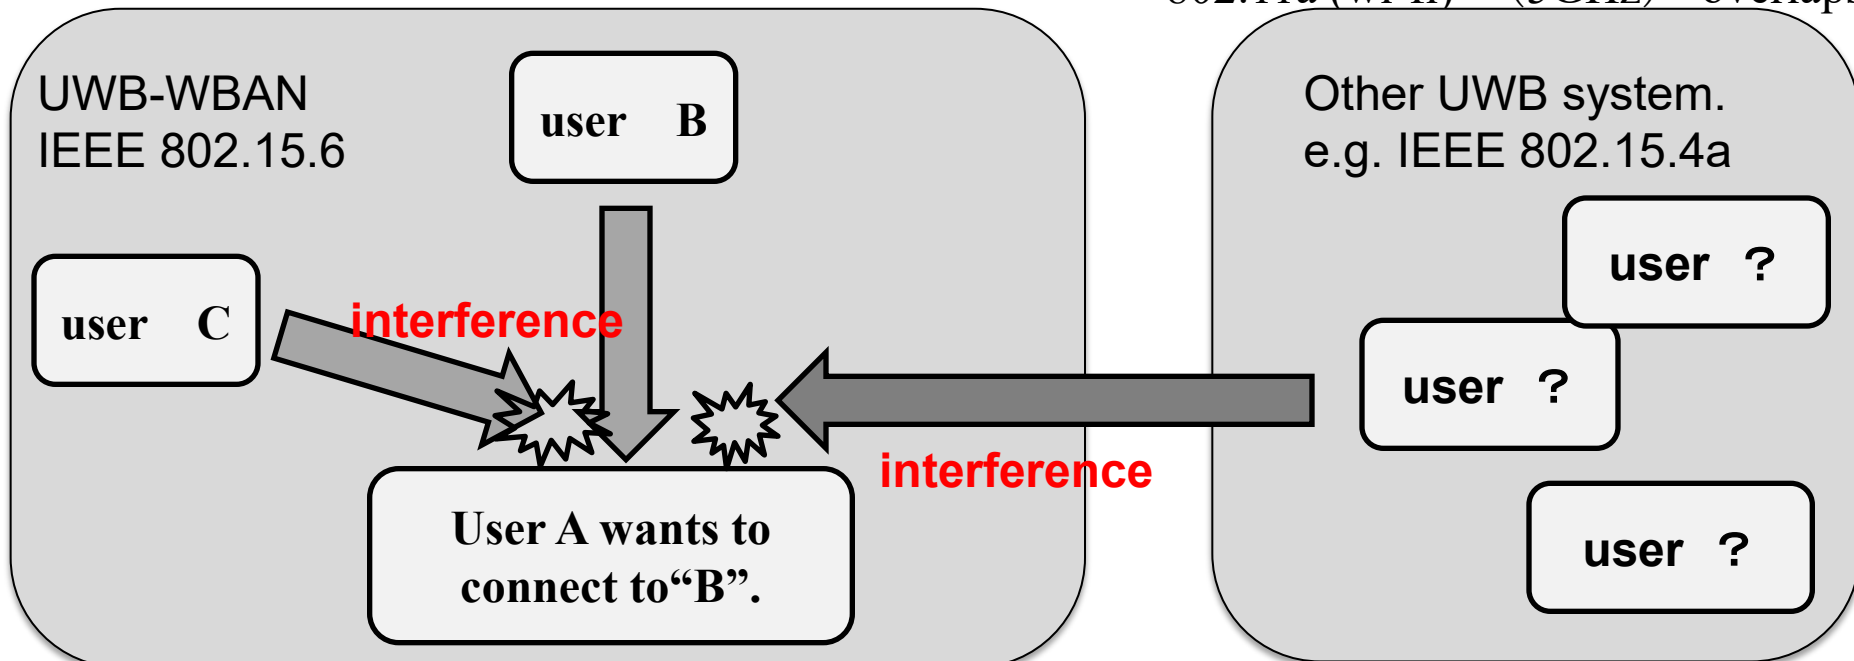 UWB-WBAN
IEEE 802.15.6
user B
user C
interference
User A wants to
connect to“B”.
interference
Other UWB system.
e.g. IEEE 802.15.4a
user ?
user ?
user ?